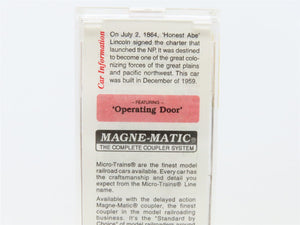 Car Information
On July 2, 1864, 'Honest Abe'
Lincoln signed the charter that
launched the NP. It was destined
to become one of the great colo-
nizing forces of the great plains
and pacific northwest. This car
was built in December of 1959.
— FEATURING —
'Operating Door'
MAGNE-MATIC®
THE COMPLETE COUPLER SYSTEM
Micro-Trains® are the finest model
railroad cars available. Every car has
the craftsmanship and detail you
expect from the Micro-Trains® Line
name.
Available with the delayed action
Magne-Matic® coupler, the finest
coupler in the model railroading
business. It's the "Standard by
Choice" of model railroaders around